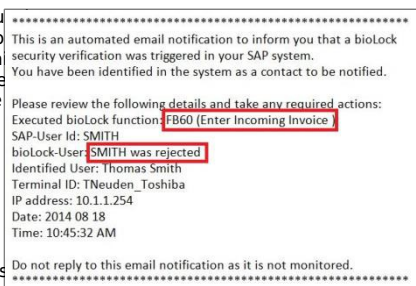 ********************************************************
This is an automated email notification to inform you that a bioLock
security verification was triggered in your SAP system.
You have been identified in the system as a contact to be notified.
Please review the following details and take any required actions:
Executed bioLock function: FB60 (Enter Incoming Invoice )
SAP-User Id: SMITH
bioLock-User: SMITH was rejected
Identified User: Thomas Smith
Terminal ID: TNeuden_Toshiba
IP address: 10.1.1.254
Date: 2014 08 18
Time: 10:45:32 AM
Do not reply to this email notification as it is not monitored.
********************************************************